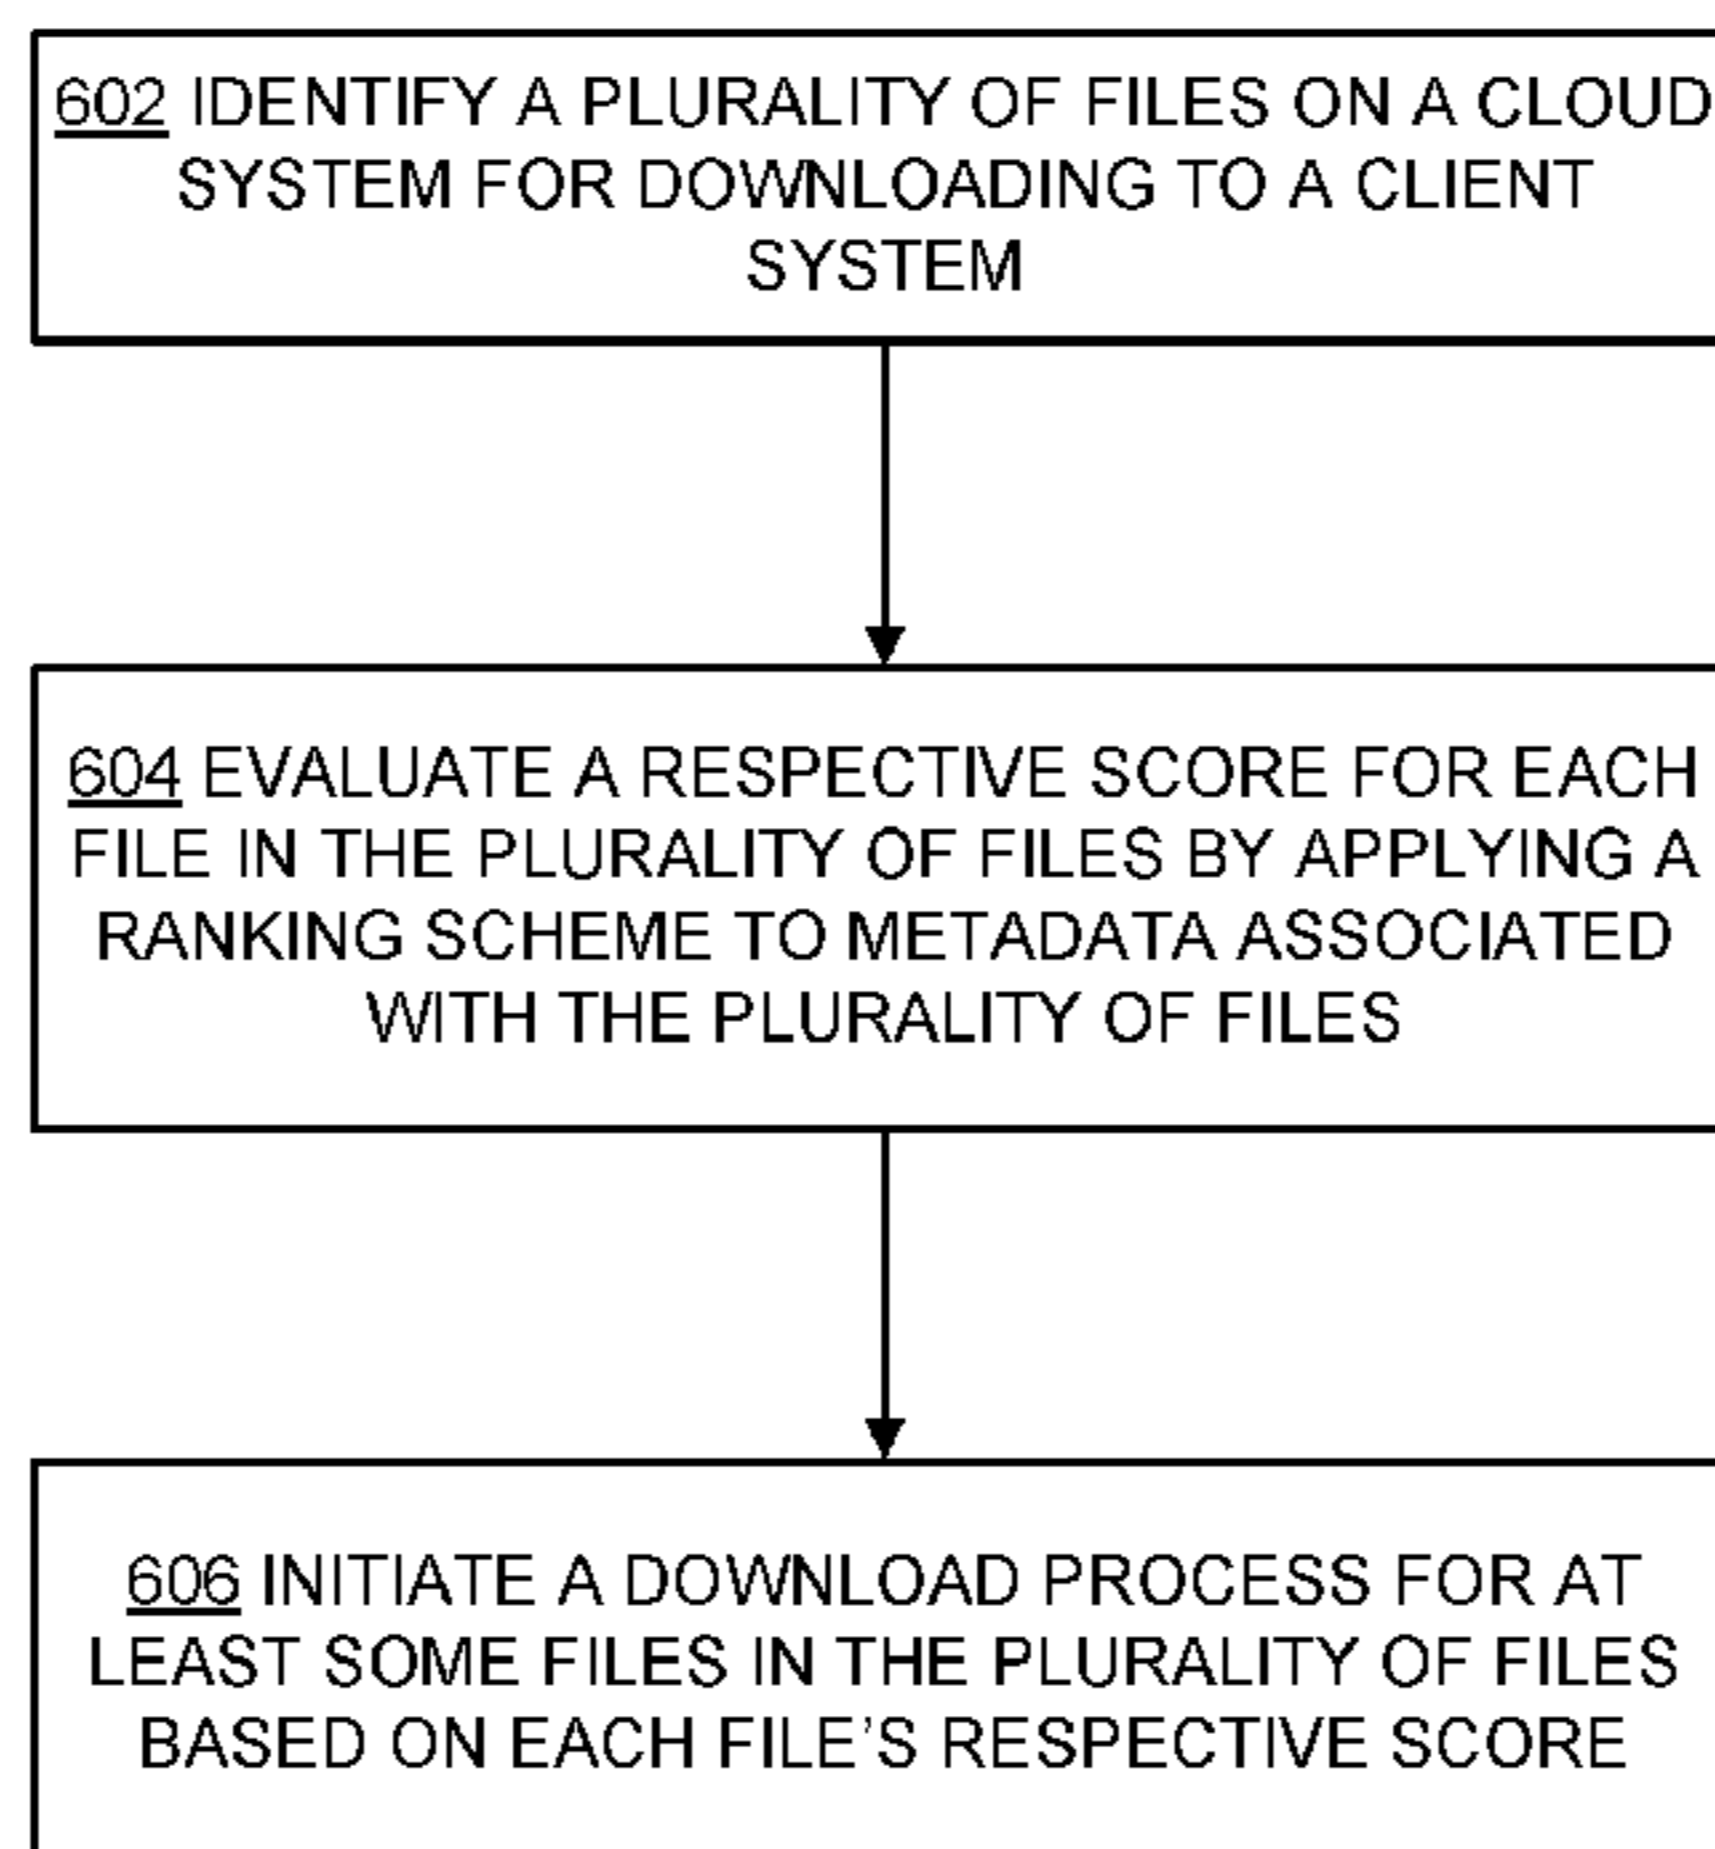 602 IDENTIFY A PLURALITY OF FILES ON A CLOUD
SYSTEM FOR DOWNLOADING TO A CLIENT
SYSTEM
604 EVALUATE A RESPECTIVE SCORE FOR EACH
FILE IN THE PLURALITY OF FILES BY APPLYING A
RANKING SCHEME TO METADATA ASSOCIATED
WITH THE PLURALITY OF FILES
606 INITIATE A DOWNLOAD PROCESS FOR AT
LEAST SOME FILES IN THE PLURALITY OF FILES
BASED ON EACH FILE'S RESPECTIVE SCORE